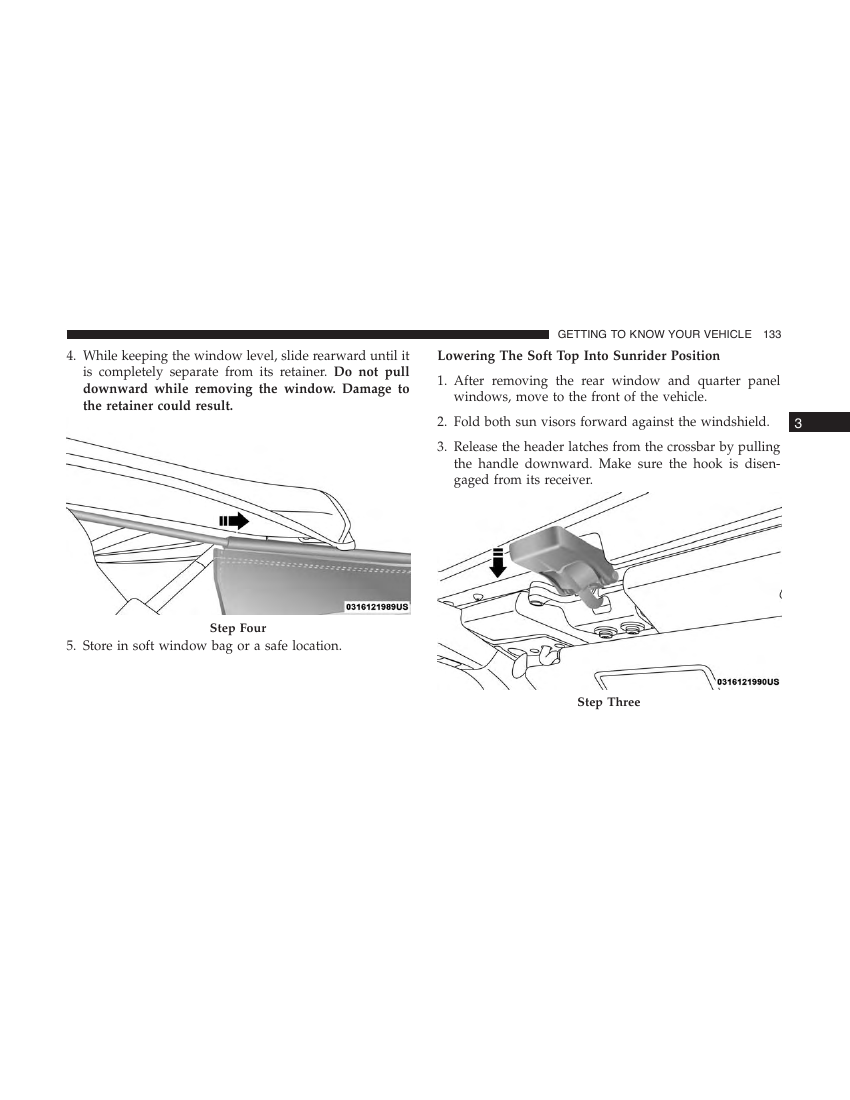 GETTING TO KNOW YOUR VEHICLE 133
4. While keeping the window level, slide rearward until it
is completely separate from its retainer. Do not pull
downward while removing the window. Damage to
the retainer could result.
0316121989US
Step Four
5. Store in soft window bag or a safe location.
Lowering The Soft Top Into Sunrider Position
1. After removing the rear window and quarter panel
windows, move to the front of the vehicle.
2. Fold both sun visors forward against the windshield.
3. Release the header latches from the crossbar by pulling
the handle downward. Make sure the hook is disen-
gaged from its receiver.
0316121990US
Step Three
3